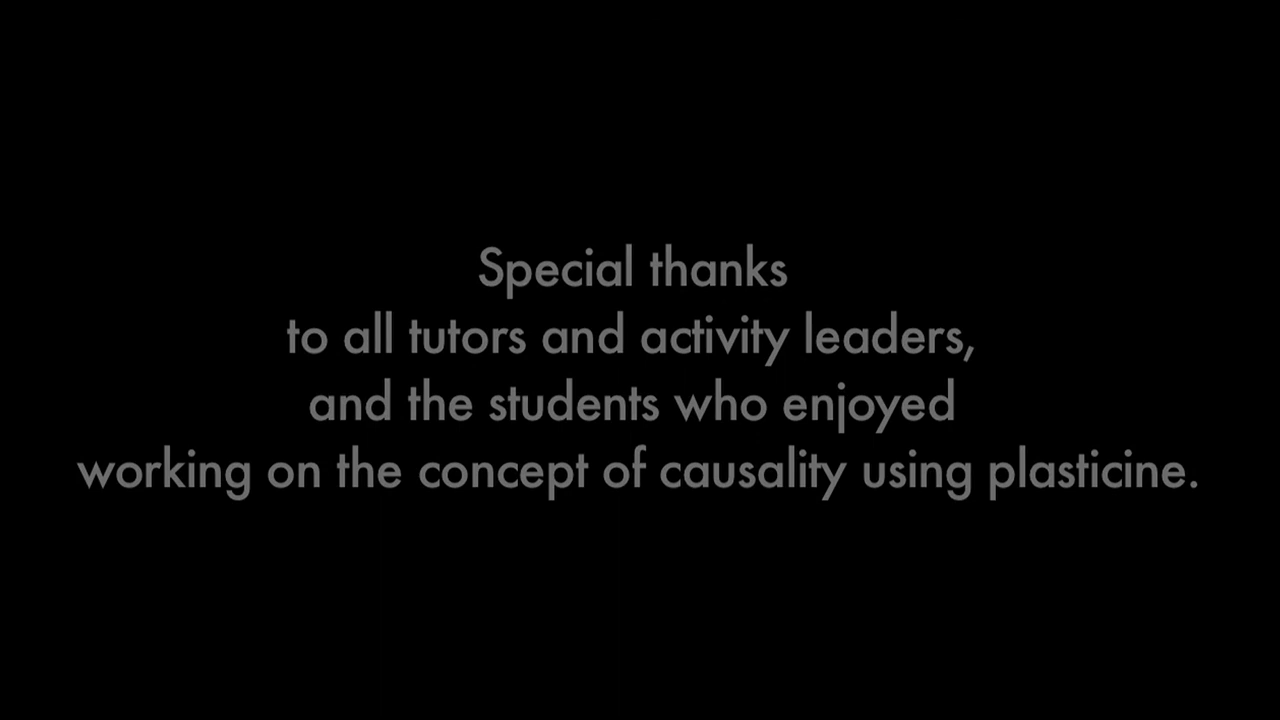 Special thanks
to all tutors and activity leaders,
and the students who enjoyed
working on the concept of causality using plasticine.